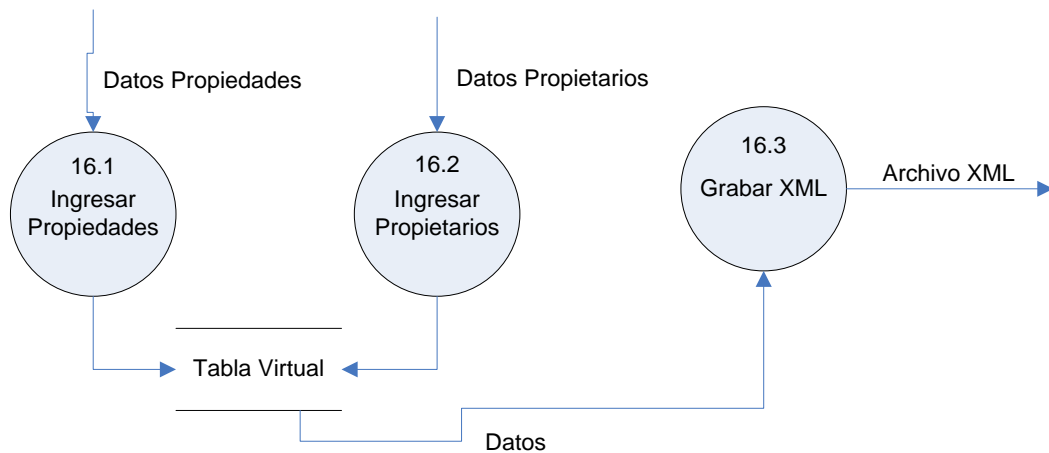 Datos Propiedades
Datos Propietarios
16.1
Ingresar
Propiedades
16.2
Ingresar
Propietarios
16.3
Grabar XML
Archivo XML
Tabla Virtual
Datos